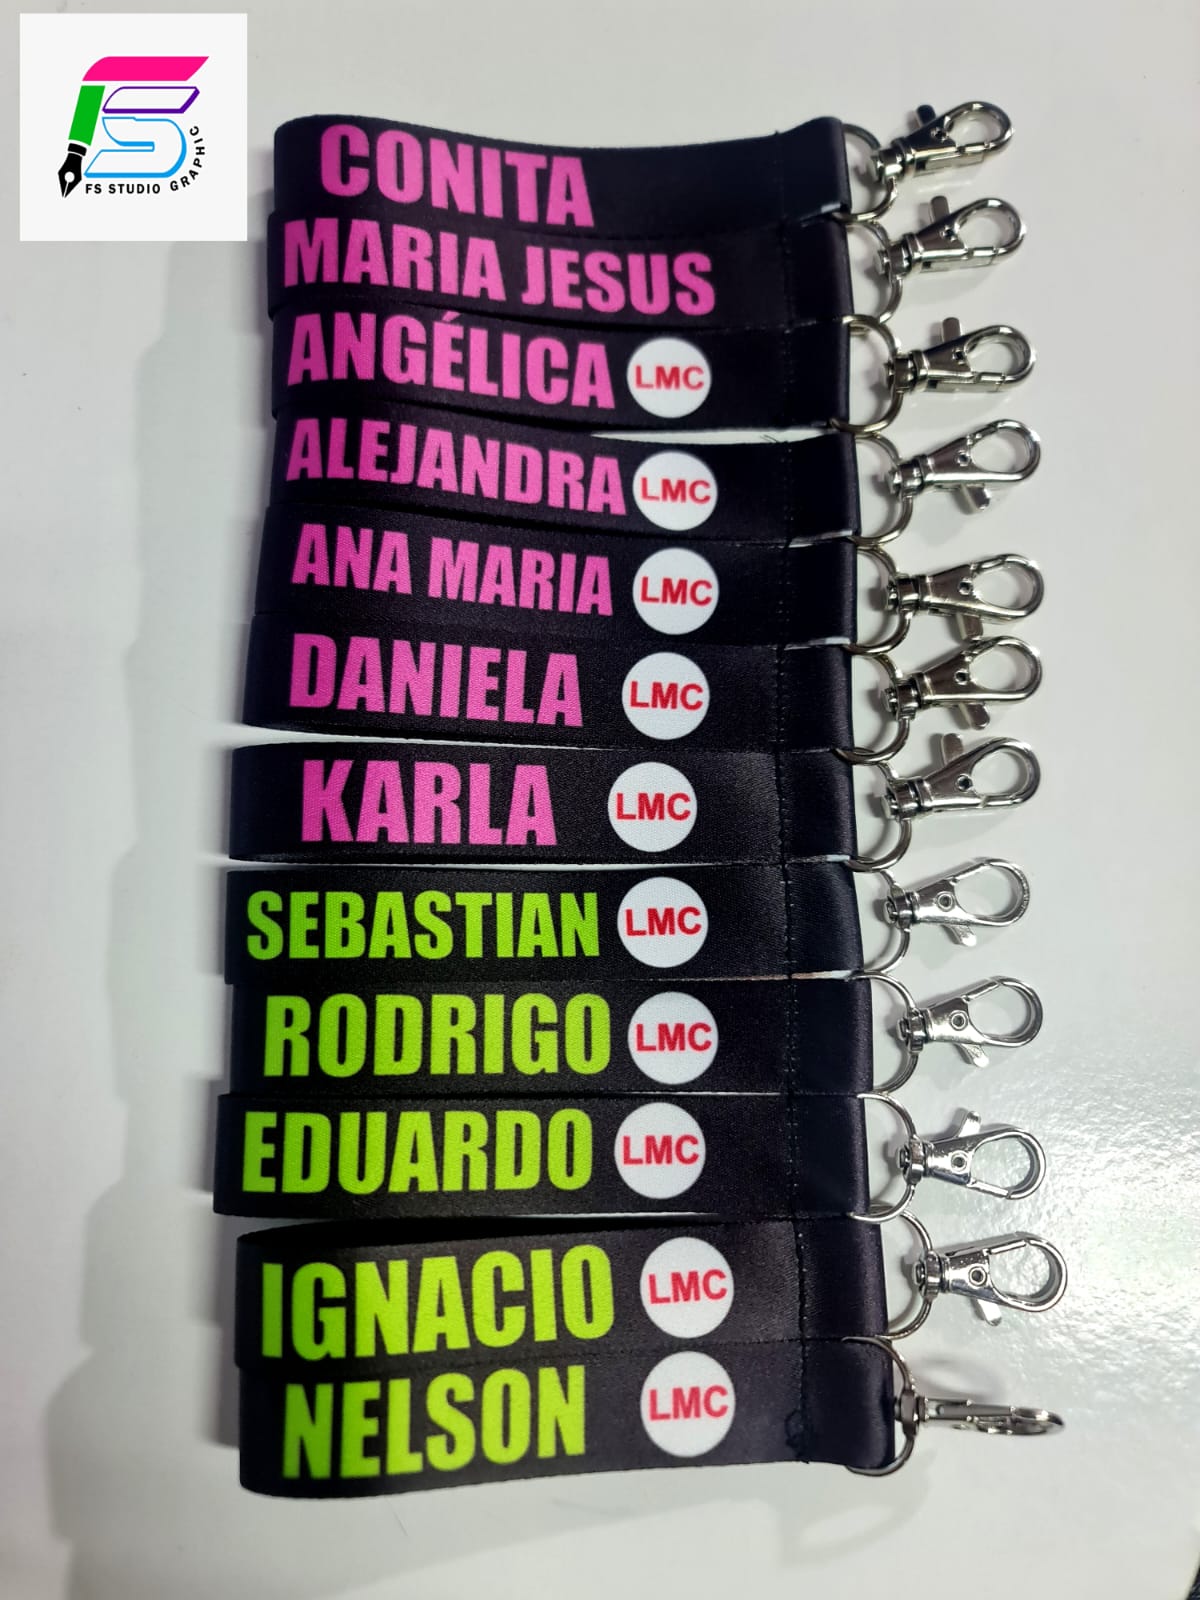 FS
FS STUDIO GRAPHIC
CONITA
MARIA JESUS
ANGÉLICA LMC
ALEJANDRA LMC
ANA MARIA LMC
DANIELA LMC
KARLA LMC
SEBASTIAN LMC
RODRIGO LMC
EDUARDO LMC
IGNACIO LMC
NELSON LMC